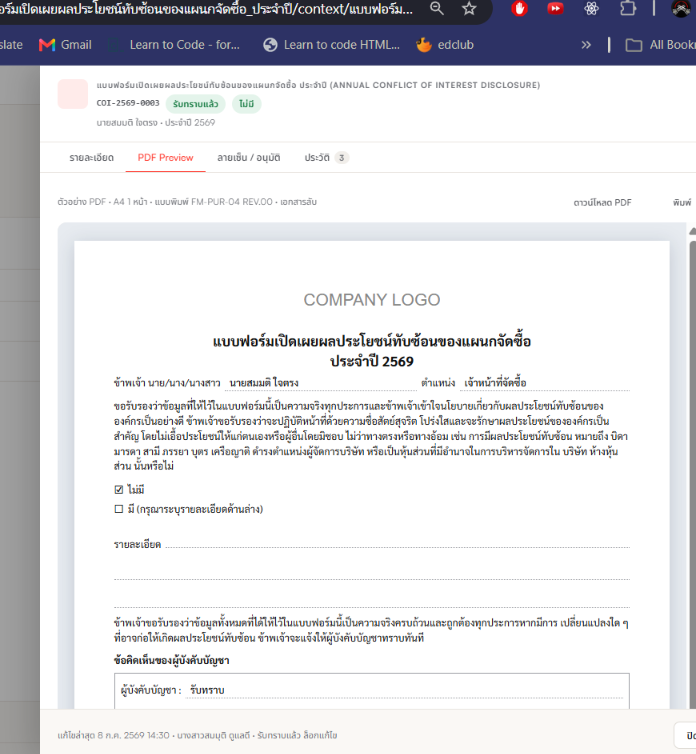 อร์มเปิดเผยผลประโยชน์ทับซ้อนของแผนกจัดซื้อ_ประจำปี/context/แบบฟอร์ม...
slate Gmail Learn to Code - for... Learn to code HTML... edclub » All Book
แบบฟอร์มเปิดเผยผลประโยชน์ทับซ้อนของแผนกจัดซื้อ ประจำปี (ANNUAL CONFLICT OF INTEREST DISCLOSURE)
COI-2569-0003 รับทราบแล้ว ไม่มี
นายสมมติ ใจตรง • ประจำปี 2569
รายละเอียด PDF Preview ลายเซ็น / อนุมัติ ประวัติ 3
ตัวอย่าง PDF • A4 1 หน้า • แบบพิมพ์ FM-PUR-04 REV.00 • เอกสารลับ ดาวน์โหลด PDF พิมพ์
COMPANY LOGO
แบบฟอร์มเปิดเผยผลประโยชน์ทับซ้อนของแผนกจัดซื้อ
ประจำปี 2569
ข้าพเจ้า นาย/นาง/นางสาว นายสมมติ ใจตรง ตำแหน่ง เจ้าหน้าที่จัดซื้อ
ขอรับรองว่าข้อมูลที่ให้ไว้ในแบบฟอร์มนี้เป็นความจริงทุกประการและข้าพเจ้าเข้าใจนโยบายเกี่ยวกับผลประโยชน์ทับซ้อนของ
องค์กรเป็นอย่างดี ข้าพเจ้าขอรับรองว่าจะปฏิบัติหน้าที่ด้วยความซื่อสัตย์สุจริต โปร่งใสและจะรักษาผลประโยชน์ขององค์กรเป็น
สำคัญ โดยไม่เอื้อประโยชน์ให้แก่ตนเองหรือผู้อื่นโดยมิชอบ ไม่ว่าทางตรงหรือทางอ้อม เช่น การมีผลประโยชน์ทับซ้อน หมายถึง บิดา
มารดา สามี ภรรยา บุตร เครือญาติ ดำรงตำแหน่งผู้จัดการบริษัท หรือเป็นหุ้นส่วนที่มีอำนาจในการบริหารจัดการใน บริษัท ห้างหุ้น
ส่วน นั้นหรือไม่
☑ ไม่มี
☐ มี (กรุณาระบุรายละเอียดด้านล่าง)
รายละเอียด
ข้าพเจ้าขอรับรองว่าข้อมูลทั้งหมดที่ได้ให้ไว้ในแบบฟอร์มนี้เป็นความจริงครบถ้วนและถูกต้องทุกประการหากมีการ เปลี่ยนแปลงใด ๆ
ที่อาจก่อให้เกิดผลประโยชน์ทับซ้อน ข้าพเจ้าจะแจ้งให้ผู้บังคับบัญชาทราบทันที
ข้อคิดเห็นของผู้บังคับบัญชา
ผู้บังคับบัญชา : รับทราบ
แก้ไขล่าสุด 8 ก.ค. 2569 14:30 • นางสาวสมมุติ ดูแลดี • รับทราบแล้ว ล็อกแก้ไข